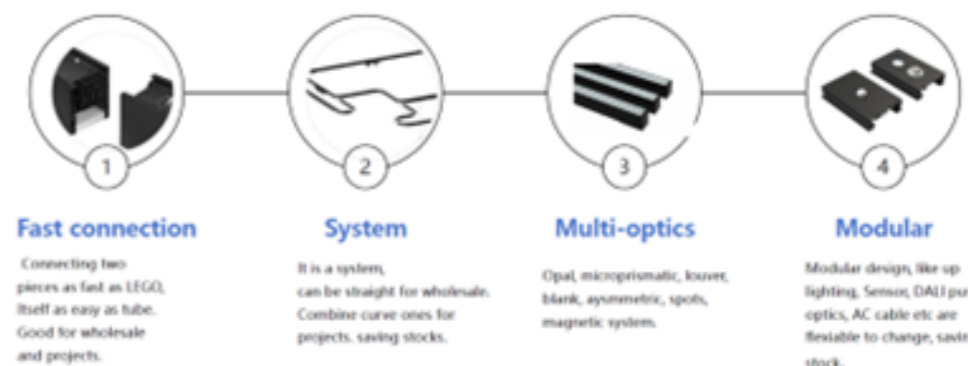 1
2
3
4
Fast connection
System
Multi-optics
Modular
Connecting two
pieces as fast as LEGO,
Itself as easy as tube.
Good for wholesale
and projects.
It is a system,
can be straight for wholesale.
Combine curve ones for
projects. saving stocks.
Opal, microprismatic, louver,
blank, aysmmetric, spots,
magnetic system.
Modular design, like up
lighting, Sensor, DALI
optics, AC cable etc are
flexiable to change,
stock.